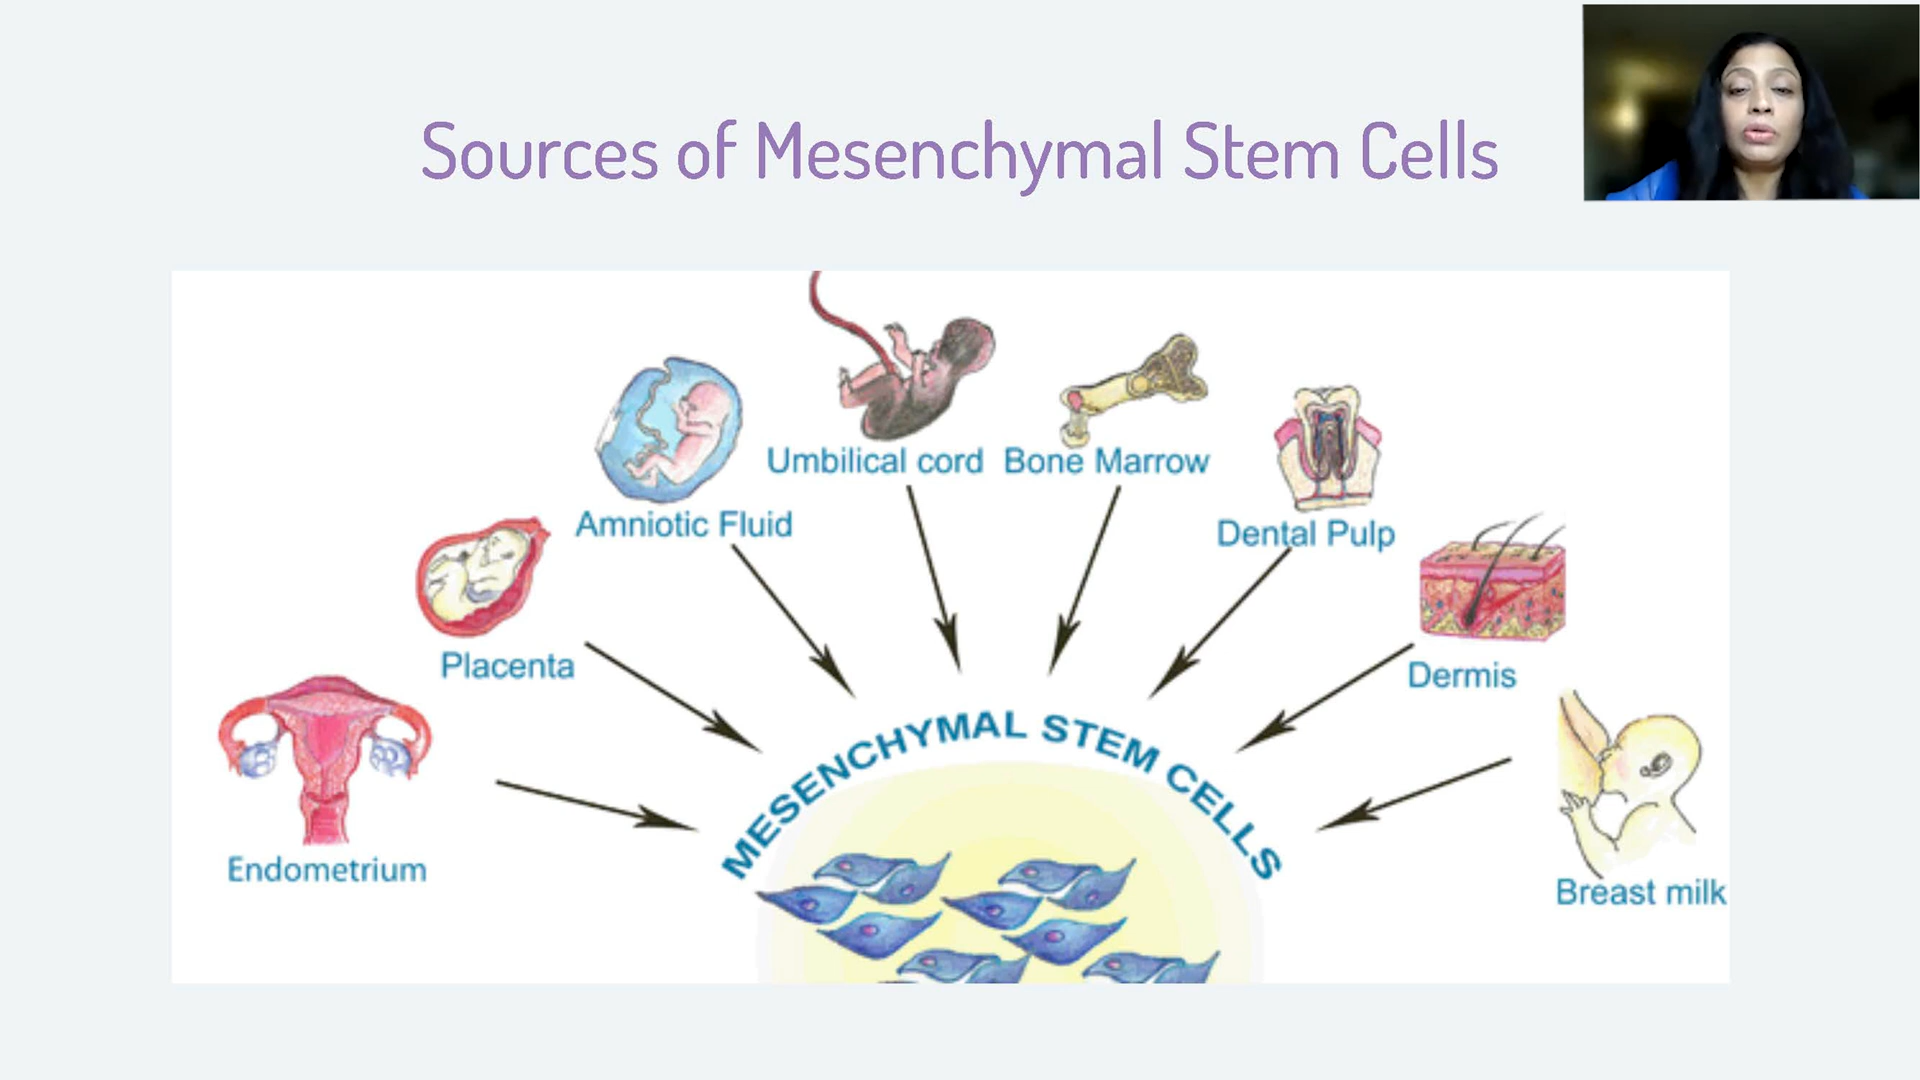 Sources of Mesenchymal Stem Cells
Umbilical cord
Bone Marrow
Amniotic Fluid
Dental Pulp
Placenta
Dermis
MESENCHYMAL STEM CELLS
Endometrium
Breast milk